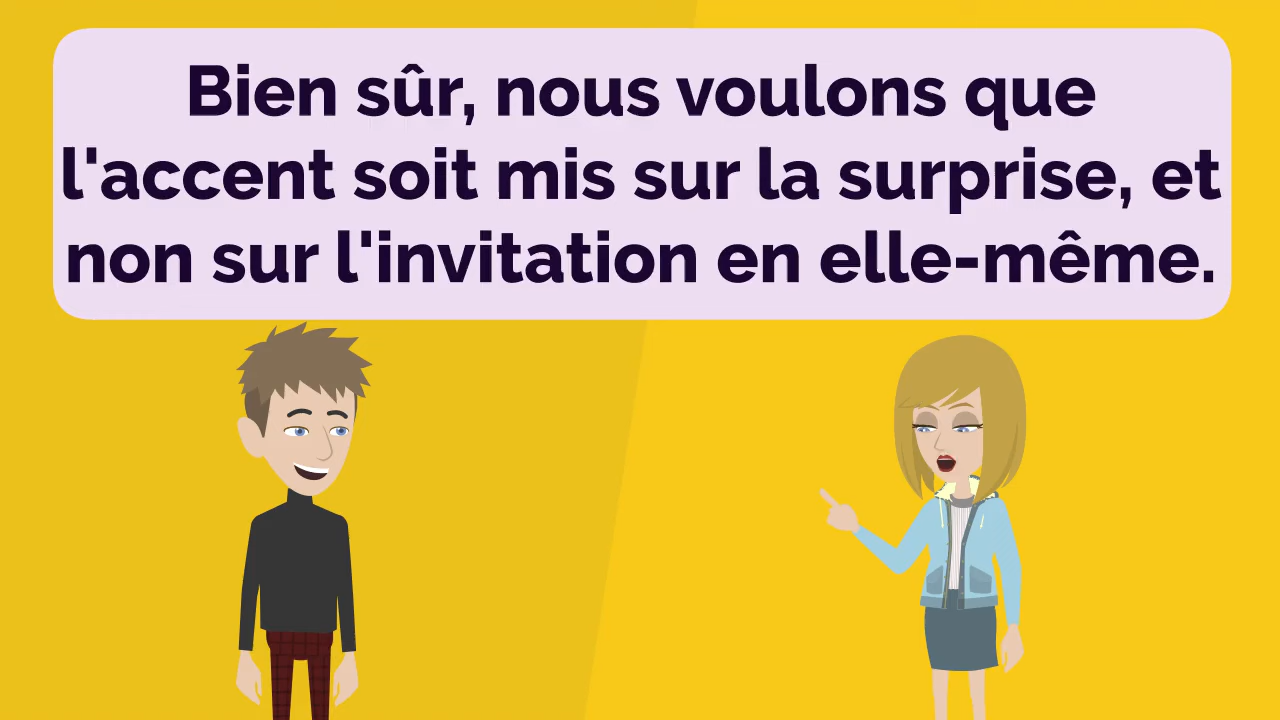 Bien sûr, nous voulons que
l'accent soit mis sur la surprise, et
non sur l'invitation en elle-même.